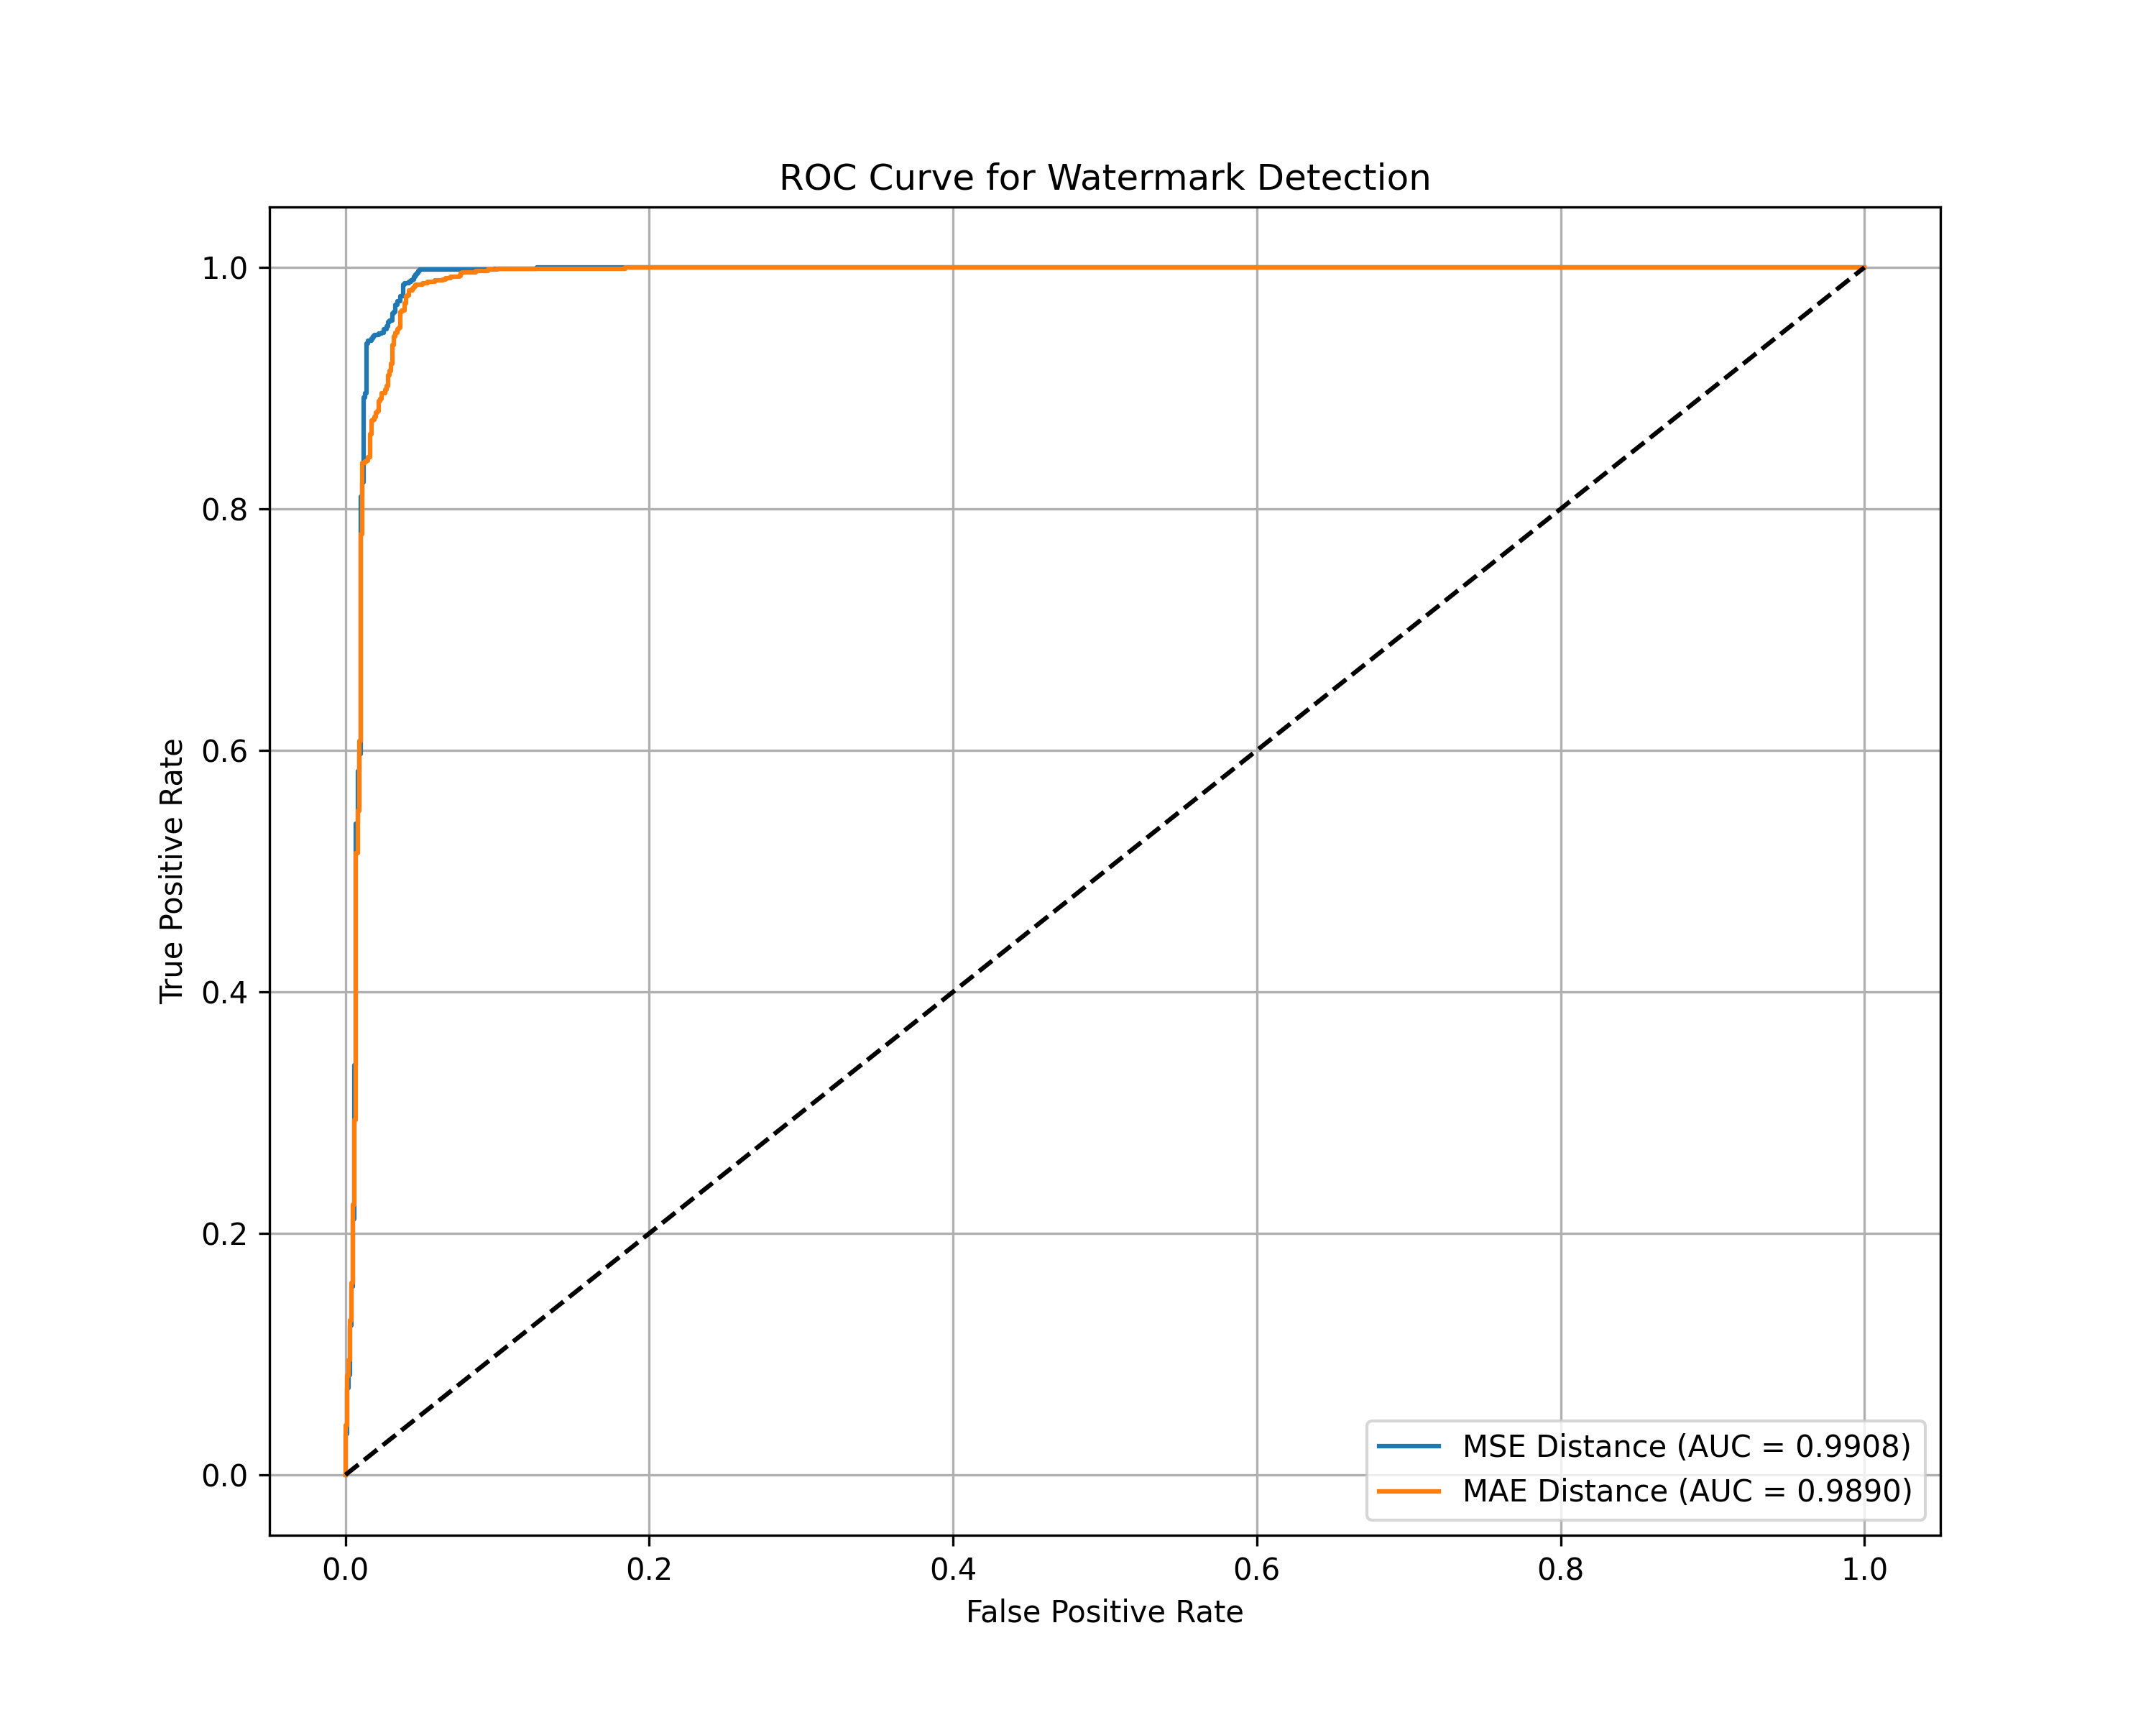 ROC Curve for Watermark Detection
1.0
0.8
0.6
0.4
0.2
0.0
True Positive Rate
0.0 0.2 0.4 0.6 0.8 1.0
False Positive Rate
MSE Distance (AUC = 0.9908)
MAE Distance (AUC = 0.9890)